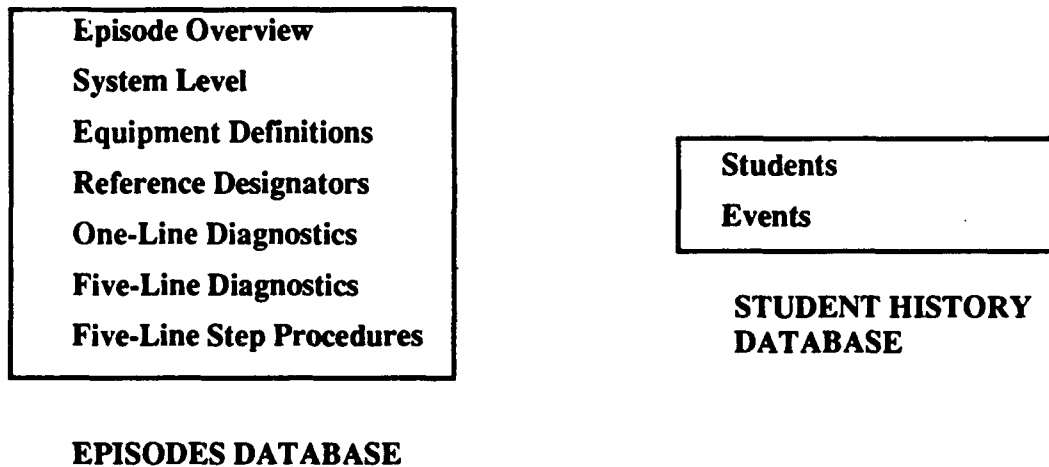 Episode Overview
System Level
Equipment Definitions
Reference Designators
One-Line Diagnostics
Five-Line Diagnostics
Five-Line Step Procedures
EPISODES DATABASE
Students
Events
STUDENT HISTORY
DATABASE